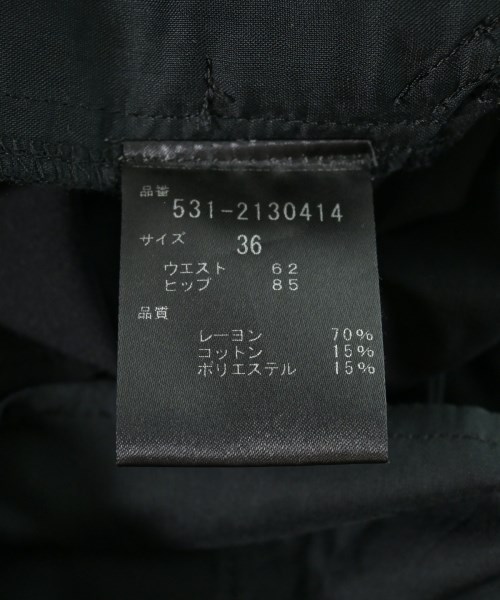 品番
531-2130414
サイズ 36
ウエスト 62
ヒップ 85
品質
レーヨン 70%
コットン 15%
ポリエステル 15%